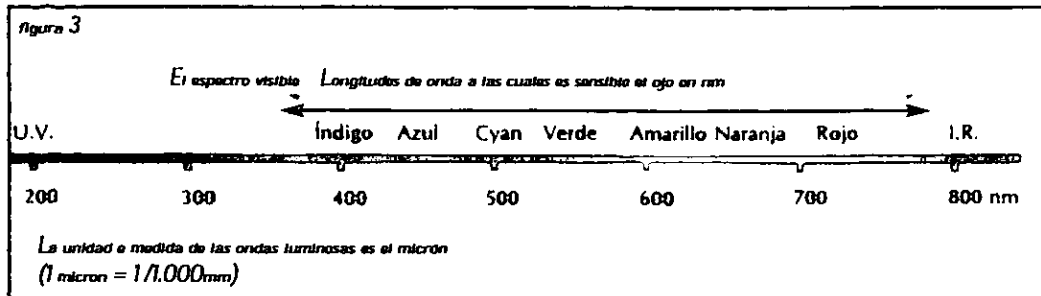 figura 3
El espectro visible Longitudes de onda a las cuales es sensible el ojo en nm
U.V. Índigo Azul Cyan Verde Amarillo Naranja Rojo I.R.
200 300 400 500 600 700 800 nm
La unidad e medida de las ondas luminosas es el micron
(1 micron = 1/1.000mm)